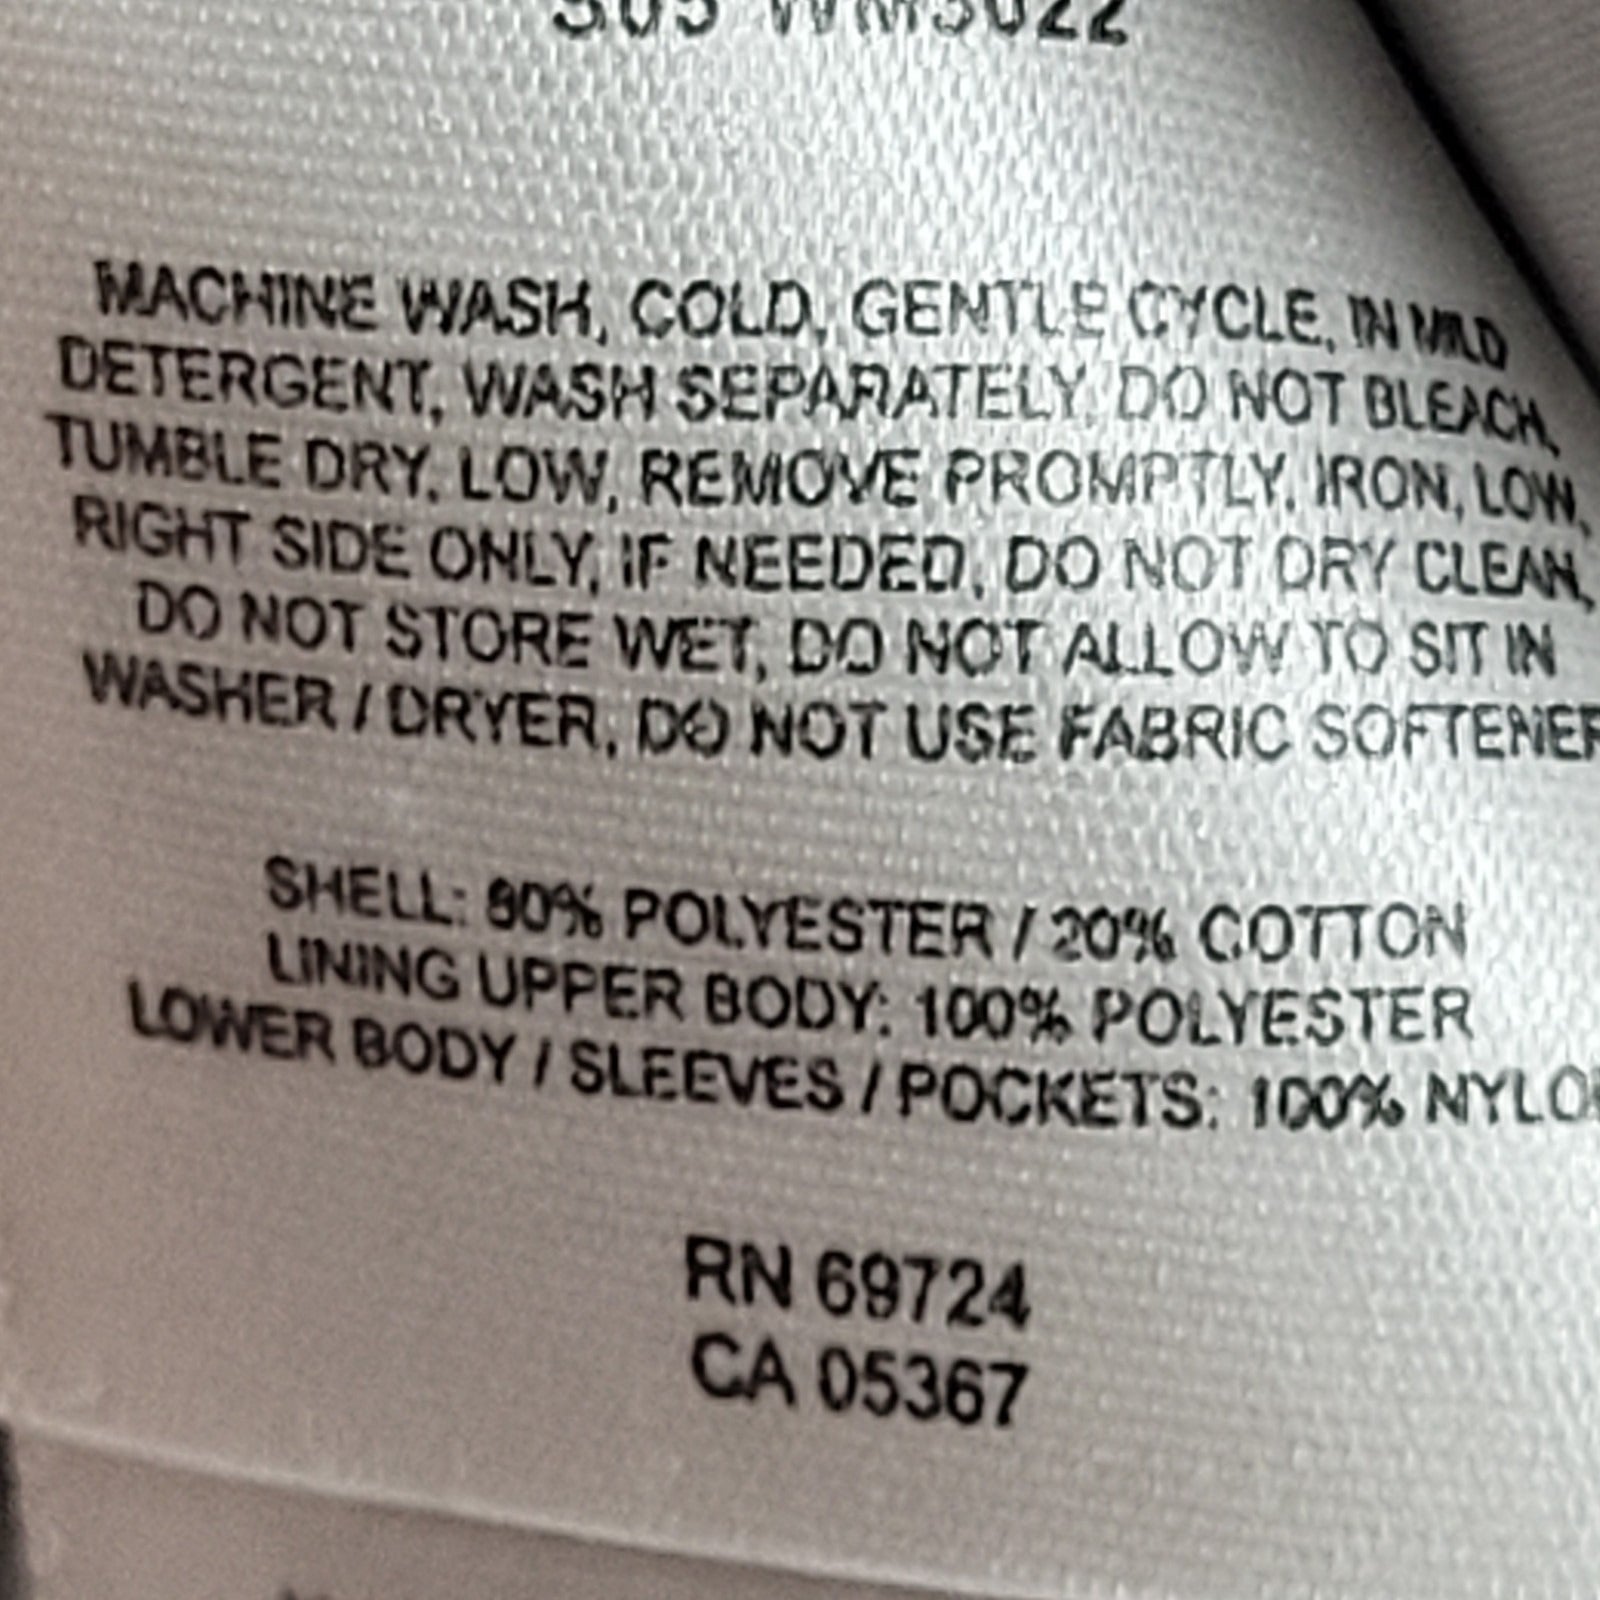 MACHINE WASH, COLD, GENTLE CYCLE, IN MILD
DETERGENT, WASH SEPARATELY, DO NOT BLEACH,
TUMBLE DRY, LOW, REMOVE PROMPTLY, IRON, LOW,
RIGHT SIDE ONLY, IF NEEDED, DO NOT DRY CLEAN,
DO NOT STORE WET, DO NOT ALLOW TO SIT IN
WASHER / DRYER, DO NOT USE FABRIC SOFTENER
SHELL: 80% POLYESTER / 20% COTTON
LINING UPPER BODY: 100% POLYESTER
LOWER BODY / SLEEVES / POCKETS: 100% NYLON
RN 69724
CA 05367